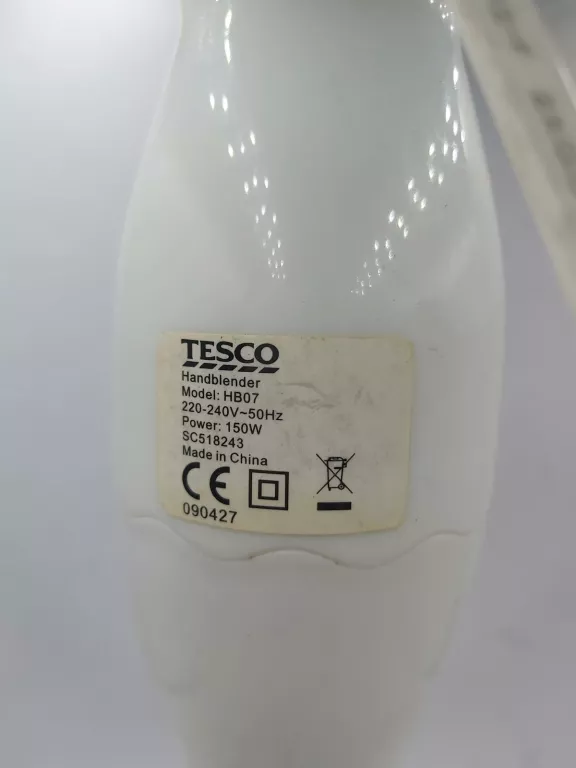 TESCO
Handblender
Model: HB07
220-240V~50Hz
Power: 150W
SC518243
Made in China
CE
090427